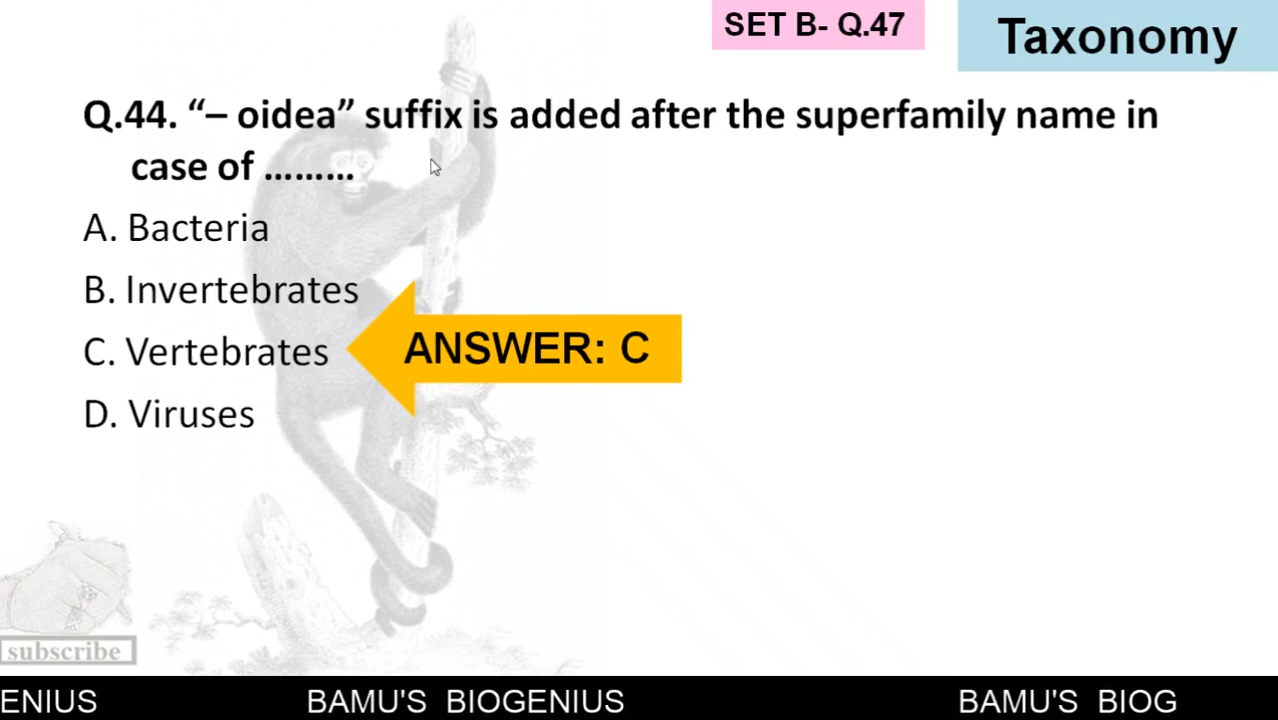 SET B- Q.47
Taxonomy
Q.44. “– oidea” suffix is added after the superfamily name in
case of .........
A. Bacteria
B. Invertebrates
C. Vertebrates
ANSWER: C
D. Viruses
subscribe
ENIUS BAMU'S BIOGENIUS BAMU'S BIOG